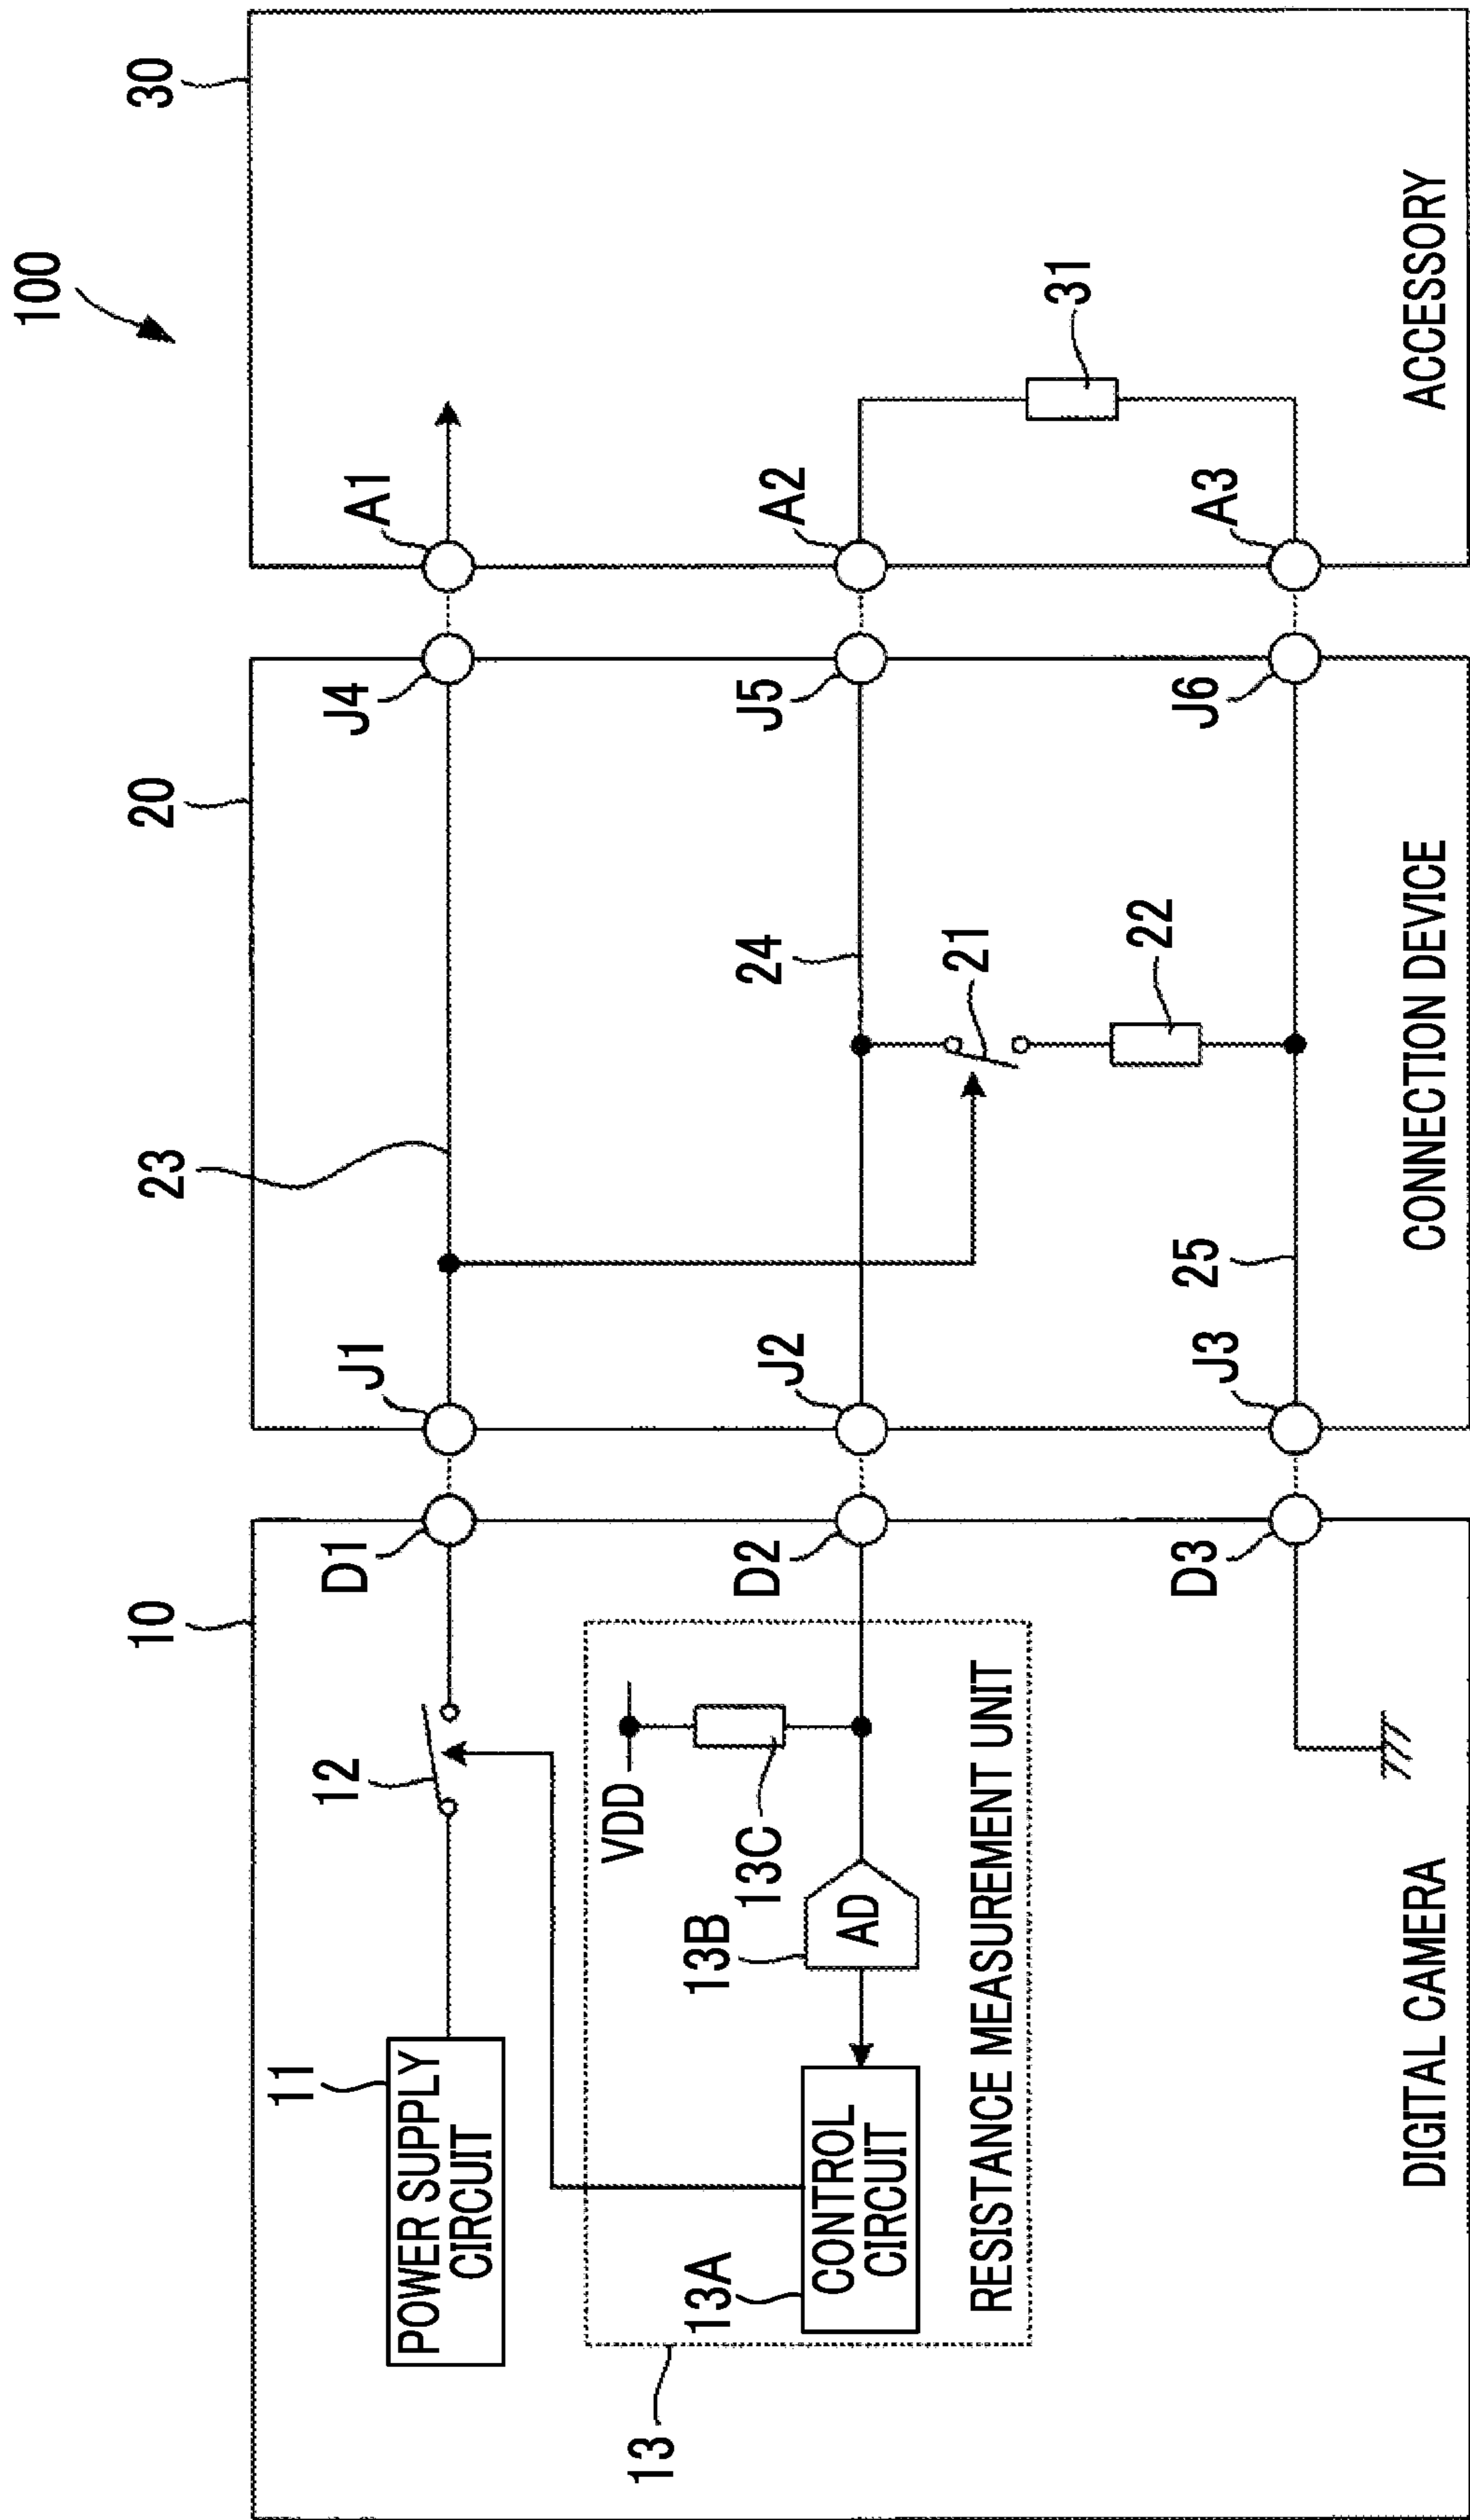 100
10
20
30
11
POWER SUPPLY
CIRCUIT
12
D1
J1
23
J4
A1
13
VDD
13C
13A
CONTROL
CIRCUIT
13B
AD
D2
J2
24
J5
A2
RESISTANCE MEASUREMENT UNIT
21
22
31
D3
J3
25
J6
A3
DIGITAL CAMERA
CONNECTION DEVICE
ACCESSORY